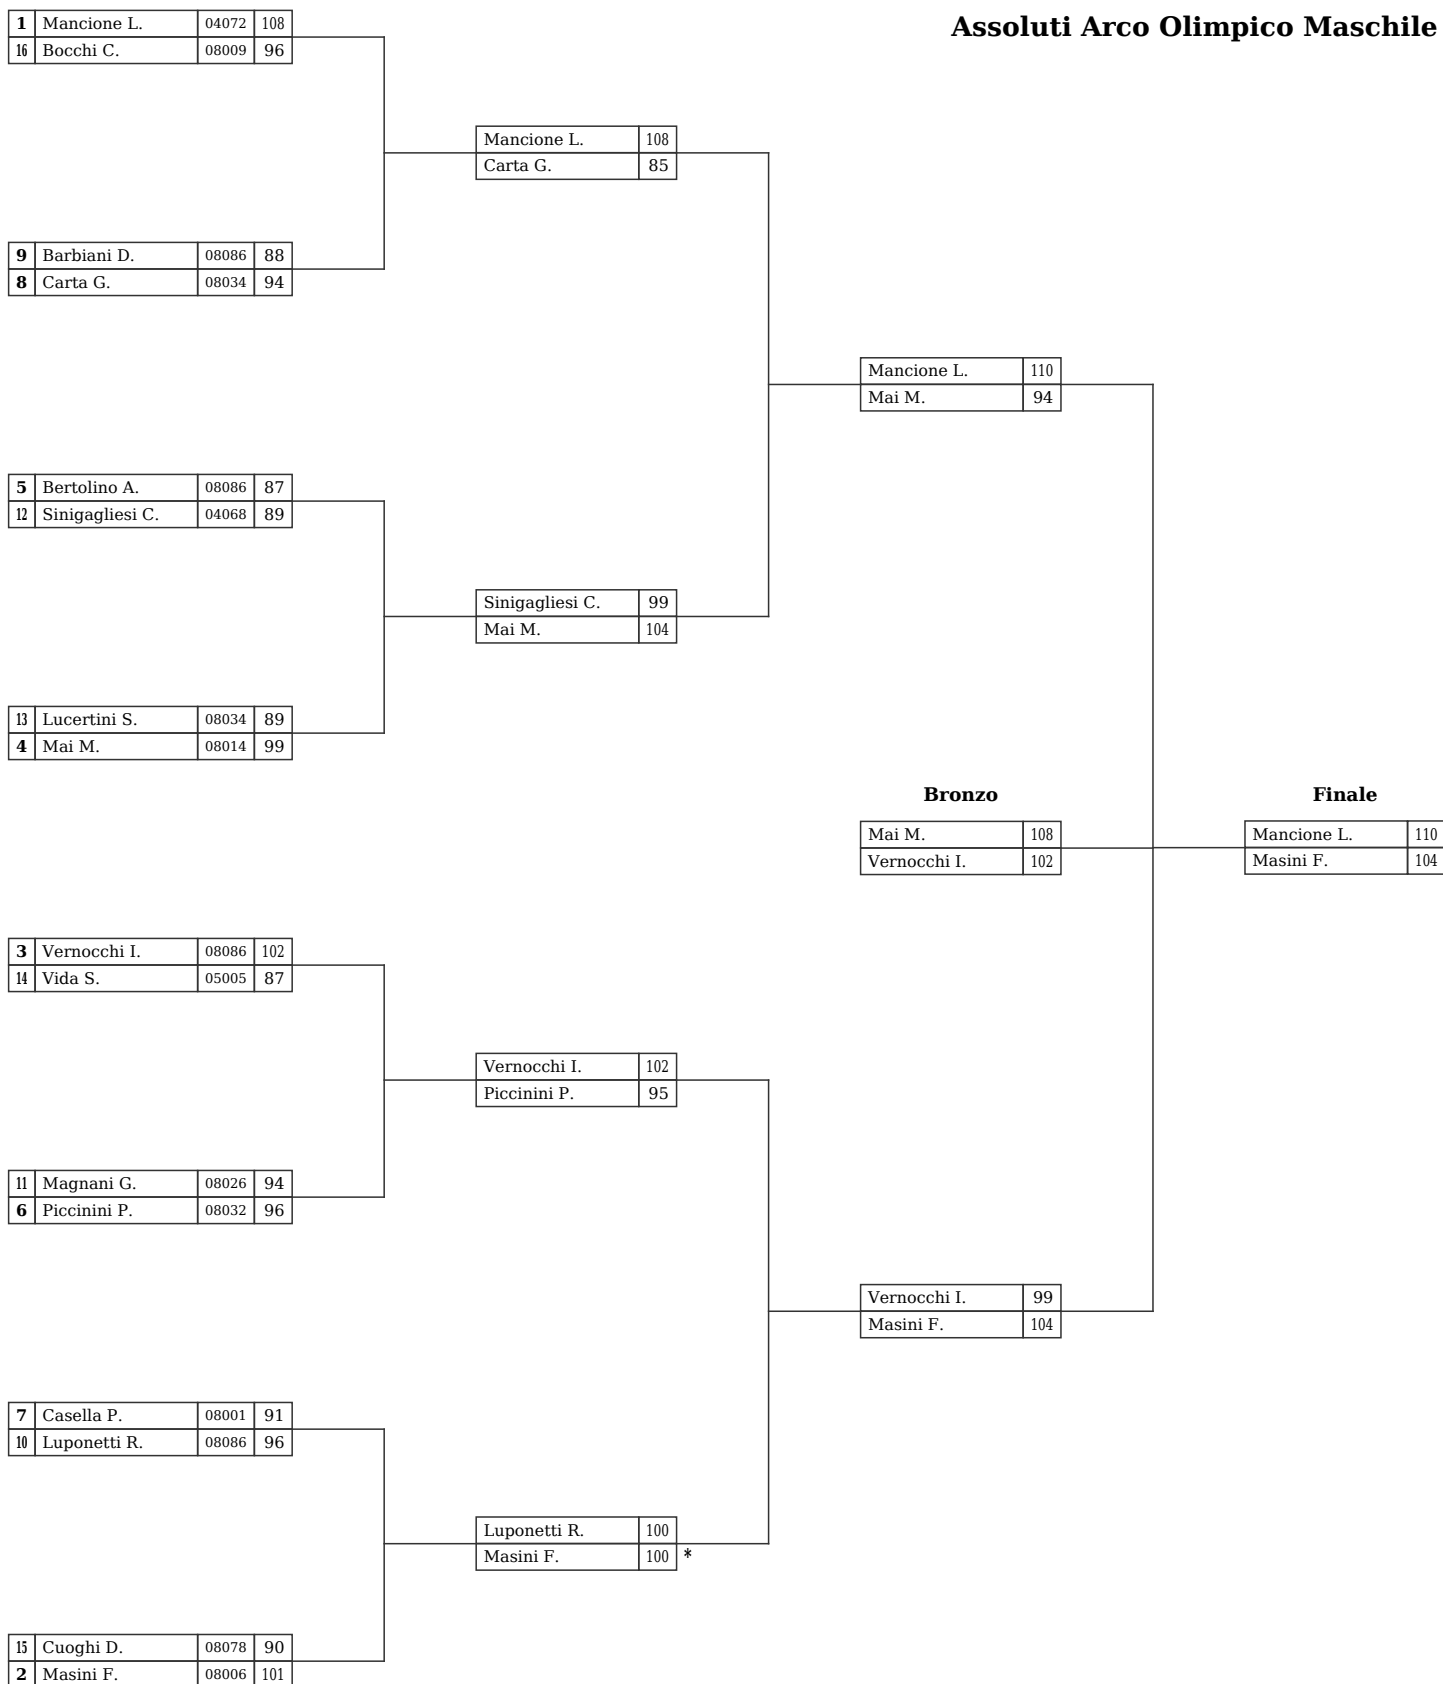 Assoluti Arco Olimpico Maschile
1 Mancione L. 04072 108
16 Bocchi C. 08009 96
Mancione L. 108
Carta G. 85
9 Barbiani D. 08086 88
8 Carta G. 08034 94
Mancione L. 110
Mai M. 94
5 Bertolino A. 08086 87
12 Sinigagliesi C. 04068 89
Sinigagliesi C. 99
Mai M. 104
13 Lucertini S. 08034 89
4 Mai M. 08014 99
Bronzo
Mai M. 108
Vernocchi I. 102
Finale
Mancione L. 110
Masini F. 104
3 Vernocchi I. 08086 102
14 Vida S. 05005 87
Vernocchi I. 102
Piccinini P. 95
11 Magnani G. 08026 94
6 Piccinini P. 08032 96
Vernocchi I. 99
Masini F. 104
7 Casella P. 08001 91
10 Luponetti R. 08086 96
Luponetti R. 100
Masini F. 100 *
15 Cuoghi D. 08078 90
2 Masini F. 08006 101